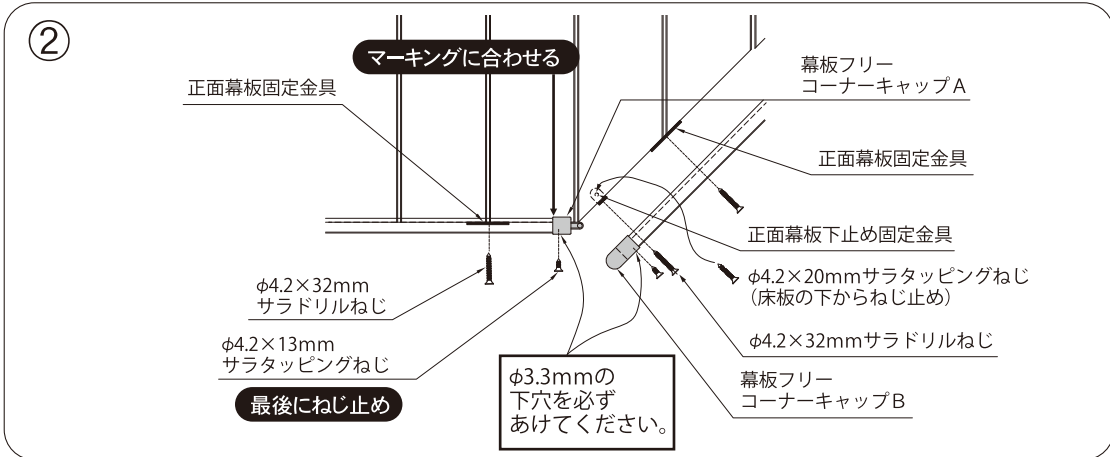 ②
マーキングに合わせる
正面幕板固定金具
幕板フリー
コーナーキャップA
正面幕板固定金具
正面幕板下止め固定金具
φ4.2×20mmサラタッピングねじ
(床板の下からねじ止め)
φ4.2×32mm
サラドリルねじ
φ4.2×32mmサラドリルねじ
φ4.2×13mm
サラタッピングねじ
最後にねじ止め
φ3.3mmの
下穴を必ず
あけてください。
幕板フリー
コーナーキャップB